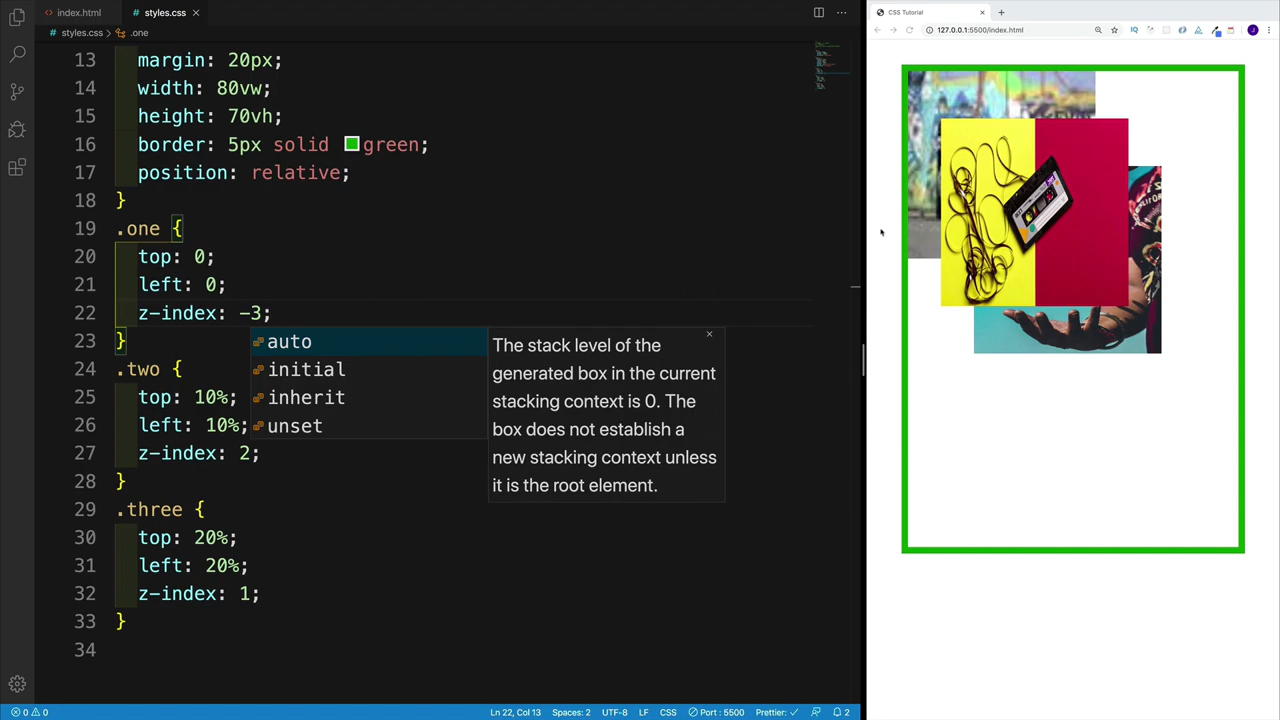 index.html
styles.css
styles.css
.one
13 margin: 20px;
14 width: 80vw;
15 height: 70vh;
16 border: 5px solid green;
17 position: relative;
18 }
19 .one {
20 top: 0;
21 left: 0;
22 z-index: -3;
23 }
24 .two {
25 top: 10%;
26 left: 10%;
27 z-index: 2;
28 }
29 .three {
30 top: 20%;
31 left: 20%;
32 z-index: 1;
33 }
34
auto
initial
inherit
unset
The stack level of the
generated box in the current
stacking context is 0. The
box does not establish a
new stacking context unless
it is the root element.
0 0 Ln 22, Col 13 Spaces: 2 UTF-8 LF CSS Port : 5500 Prettier: 2
CSS Tutorial
127.0.0.1:5500/index.html
IQ
J